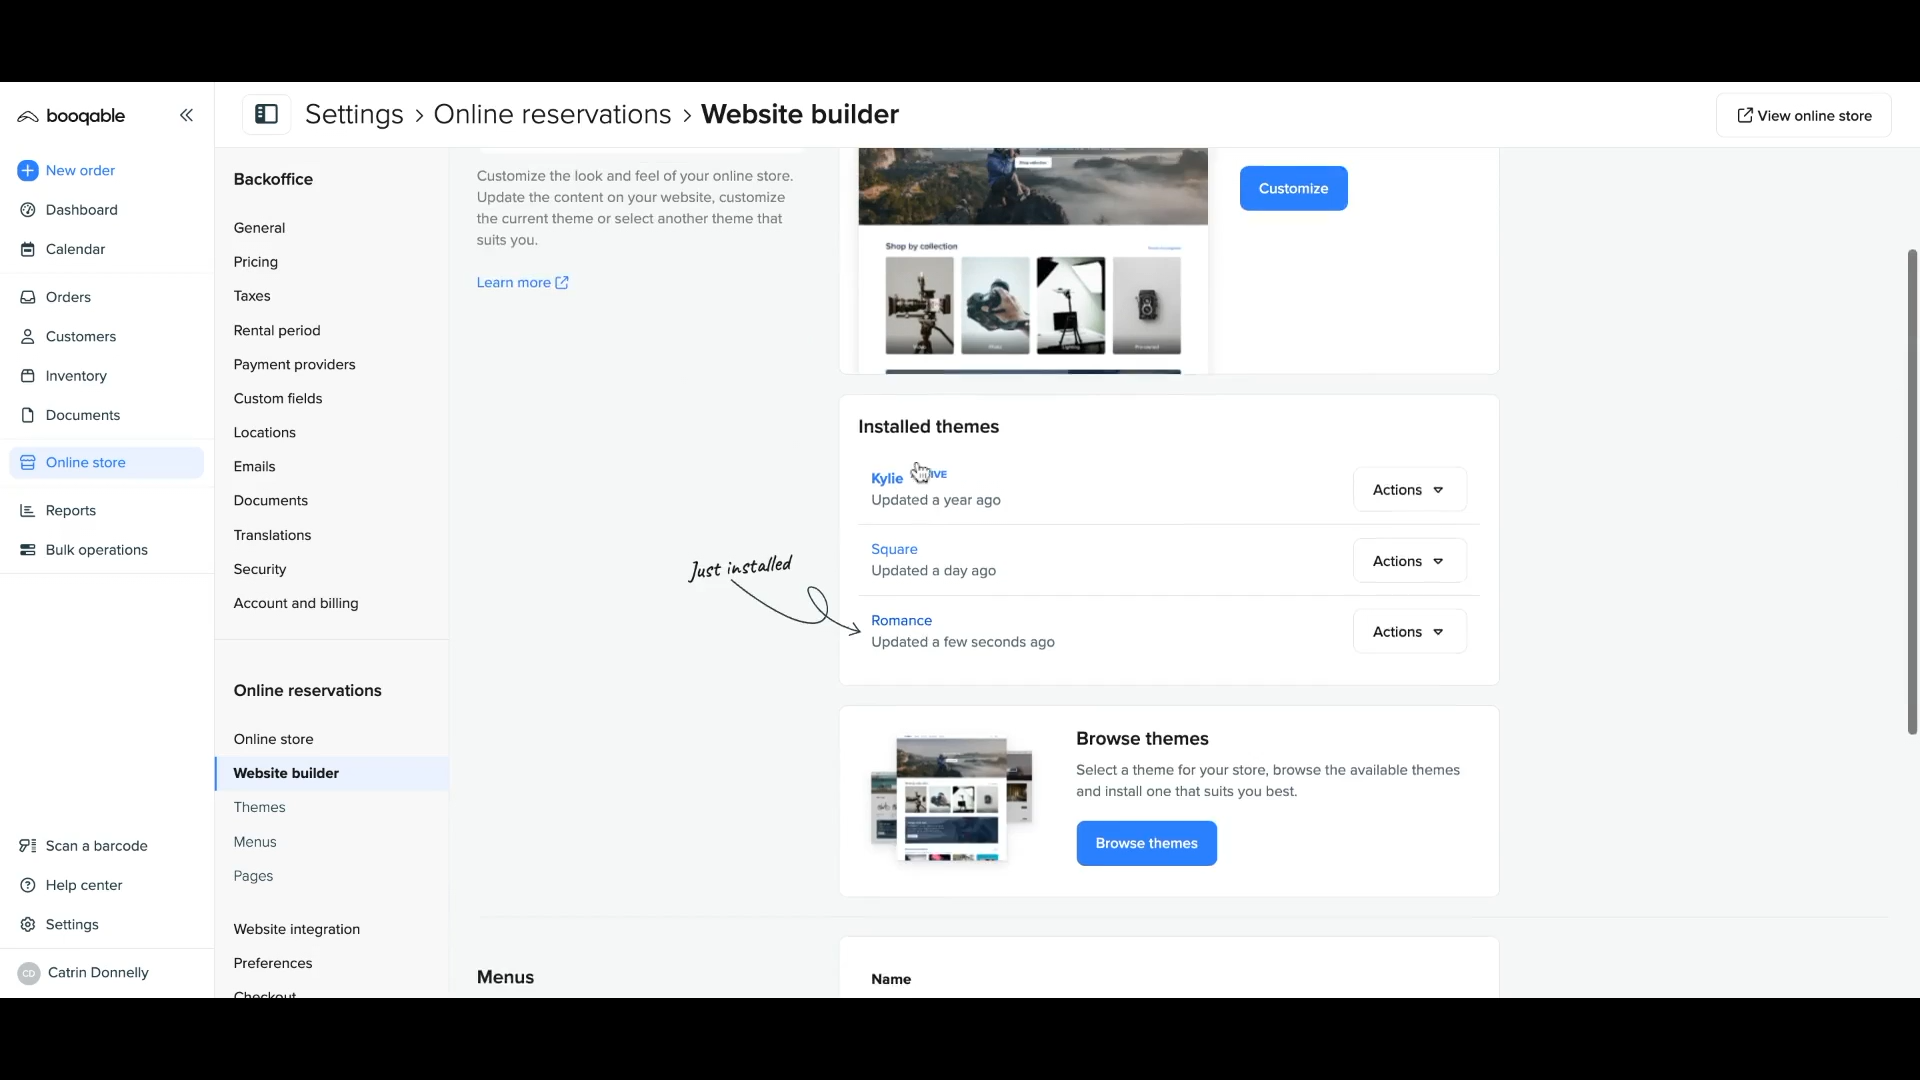 booqable
Settings › Online reservations › Website builder
View online store
New order
Dashboard
Calendar
Orders
Customers
Inventory
Documents
Online store
Reports
Bulk operations
Scan a barcode
Help center
Settings
CD
Catrin Donnelly
Backoffice
General
Pricing
Taxes
Rental period
Payment providers
Custom fields
Locations
Emails
Documents
Translations
Security
Account and billing
Online reservations
Online store
Website builder
Themes
Menus
Pages
Website integration
Preferences
Checkout
Customize the look and feel of your online store.
Update the content on your website, customize
the current theme or select another theme that
suits you.
Learn more
Shop by collection
Customize
Installed themes
Kylie
Updated a year ago
Actions
Square
Updated a day ago
Actions
Just installed
Romance
Updated a few seconds ago
Actions
Browse themes
Select a theme for your store, browse the available themes
and install one that suits you best.
Browse themes
Menus
Name